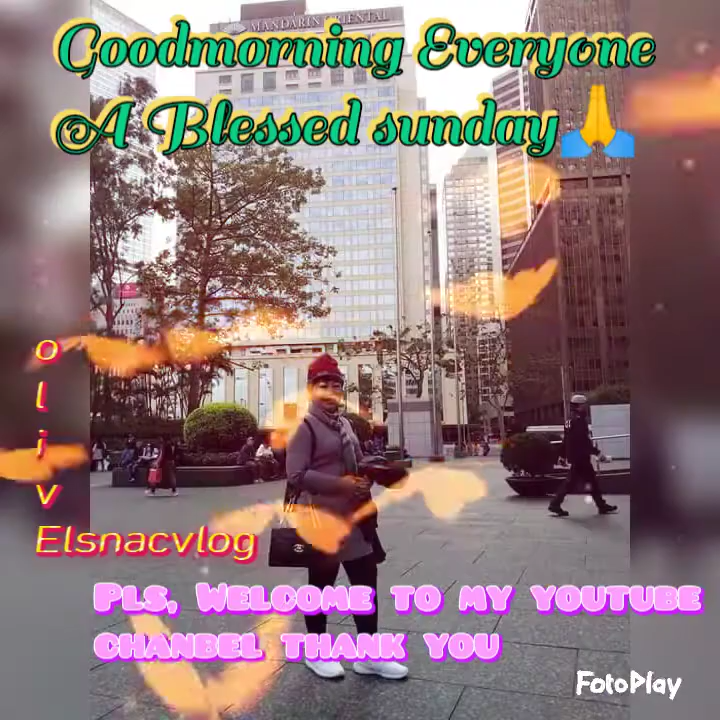 MANDARIN ORIENTAL
Goodmorning Everyone
A Blessed sunday🙏
o
l
i
v
Elsnacvlog
PLS, WELCOME TO MY YOUTUBE
CHANBEL THANK YOU
FotoPlay